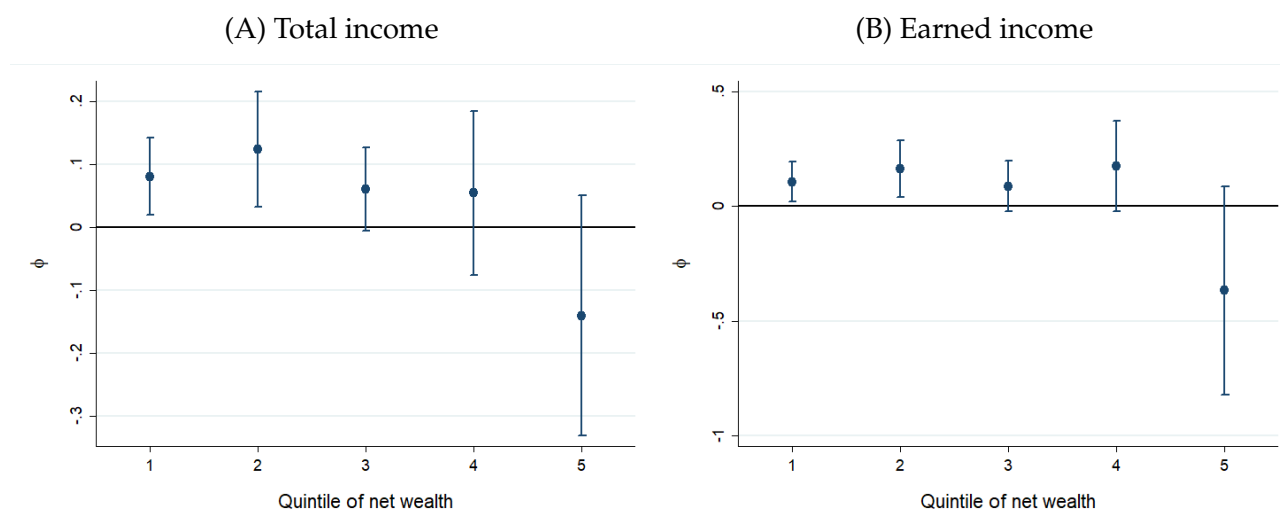 (A) Total income
.2
.1
0
-.1
-.2
-.3
ϕ
1 2 3 4 5
Quintile of net wealth
(B) Earned income
.5
0
-.5
-1
ϕ
1 2 3 4 5
Quintile of net wealth